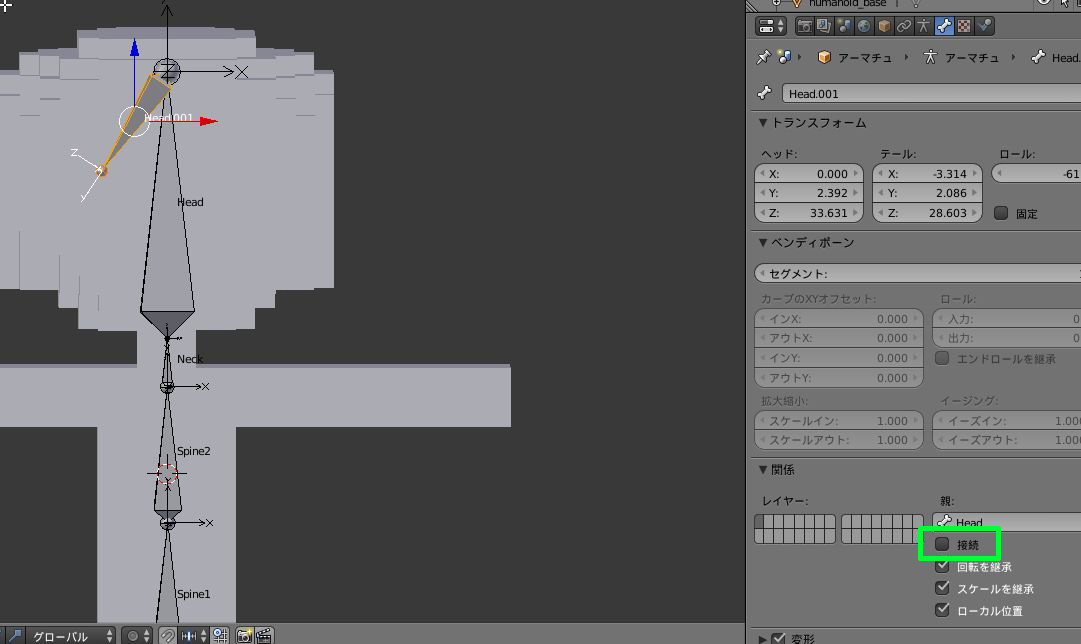 humanoid_base
アーマチュ
アーマチュ
Head.
Head.001
トランスフォーム
ヘッド:
テール:
ロール:
X: 0.000
X: -3.314
-61
Y: 2.392
Y: 2.086
Z: 33.631
Z: 28.603
固定
ベンディボーン
セグメント:
カーブのXYオフセット:
ロール:
インX: 0.000
入力: 0
アウトX: 0.000
出力: 0
インY: 0.000
エンドロールを継承
アウトY: 0.000
拡大縮小:
イージング:
スケールイン: 1.000
イーズイン: 1.00
スケールアウト: 1.000
イーズアウト: 1.00
関係
レイヤー:
親:
Head
接続
回転を継承
スケールを継承
ローカル位置
変形
X
Head.001
Z
y
Head
Neck
X
Spine2
X
Spine1
グローバル